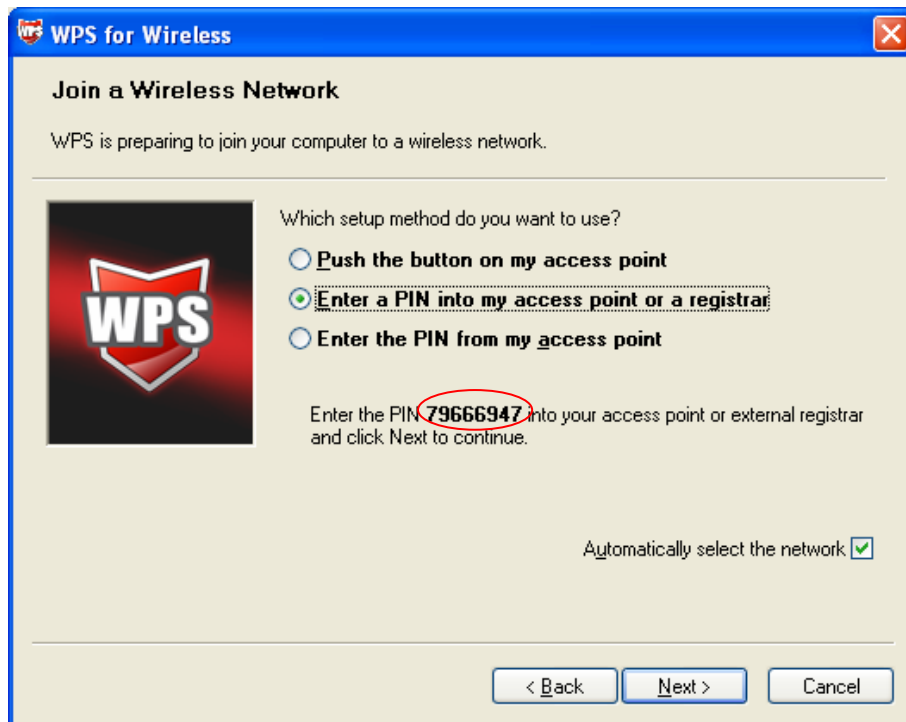 WPS for Wireless
Join a Wireless Network
WPS is preparing to join your computer to a wireless network.
WPS
Which setup method do you want to use?
Push the button on my access point
Enter a PIN into my access point or a registrar
Enter the PIN from my access point
Enter the PIN 79666947 into your access point or external registrar
and click Next to continue.
Automatically select the network
< Back
Next >
Cancel